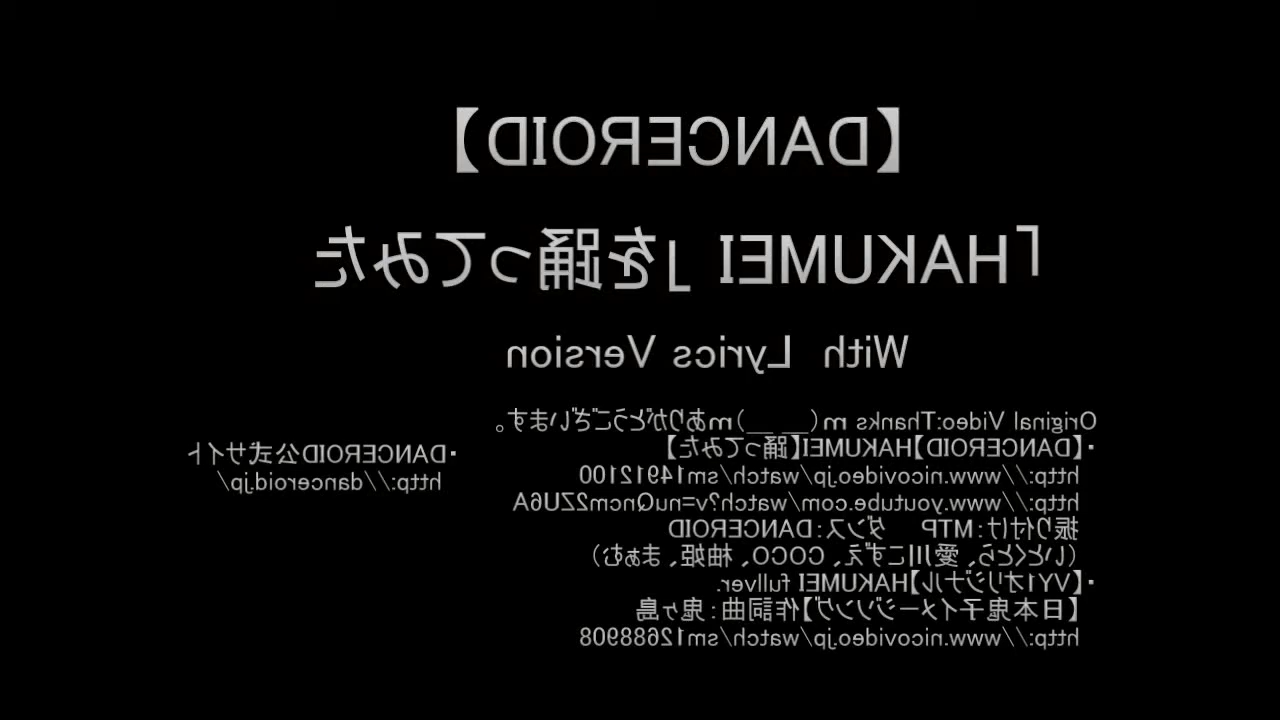 【DANCEROID】
「HAKUMEI」を踊ってみた
With Lyrics Version
Original Video:Thanks m(__ __)mありがとうございます。
・【DANCEROID】HAKUMEI【踊ってみた】
http://www.nicovideo.jp/watch/sm14912100
http://www.youtube.com/watch?v=nuQncm2ZU6A
振り付け:MTP ダンス:DANCEROID
(いとくとら、愛川こずえ、COCO、柚姫、まぁむ)
・【VY1オリジナル】HAKUMEI fullver.
【日本鬼子イメージソング】作詞曲:鬼ヶ島
http://www.nicovideo.jp/watch/sm12688908
・DANCEROID公式サイト
http://danceroid.jp/